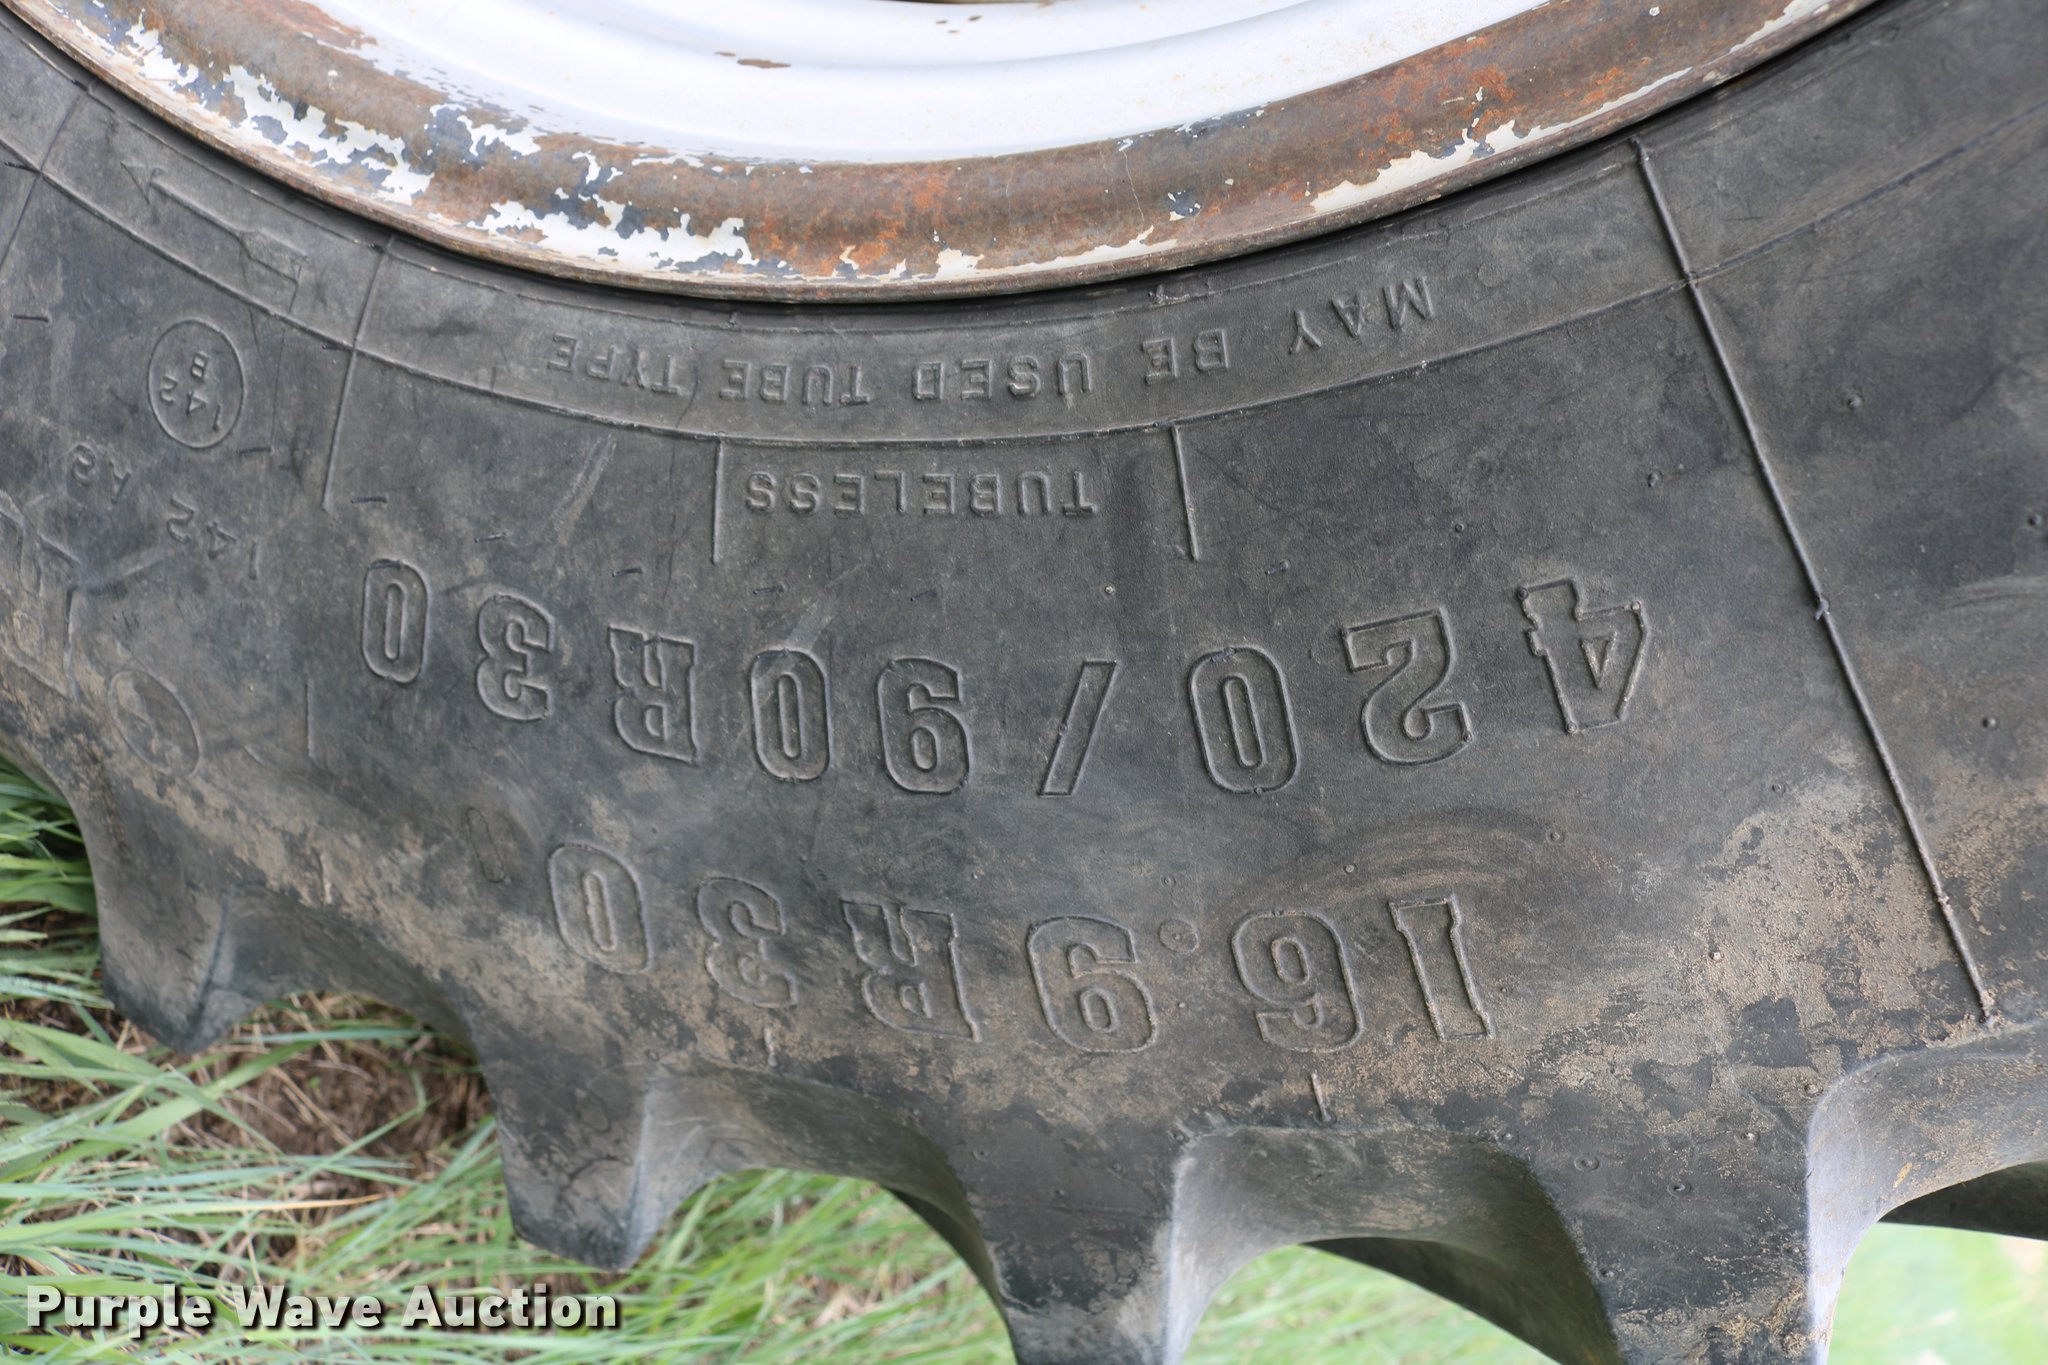 16.9R30
420/90R30
TUBELESS
MAY BE USED TUBE TYPE
142 A8
142
B
Purple Wave Auction